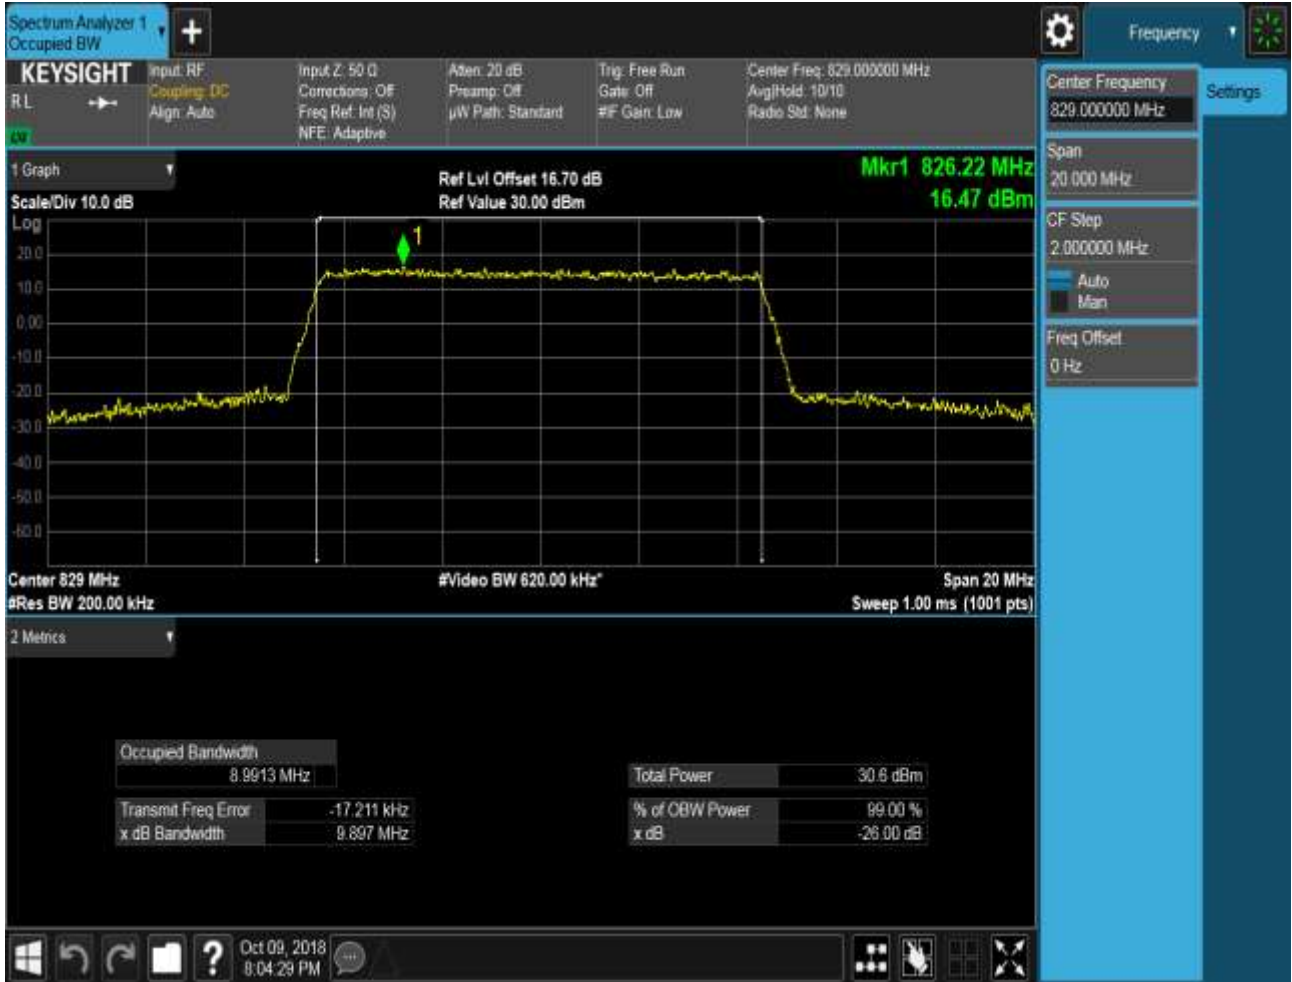 Spectrum Analyzer 1
Occupied BW
Frequency
KEYSIGHT
R L
Input: RF
Coupling: DC
Align: Auto
Input Z: 50 Ω
Corrections: Off
Freq Ref: Int (S)
NFE: Adaptive
Atten: 20 dB
Preamp: Off
µW Path: Standard
Trig: Free Run
Gate: Off
#IF Gain: Low
Center Freq: 829.000000 MHz
Avg|Hold: 10/10
Radio Std: None
Center Frequency
829.000000 MHz
Settings
Span
20.000 MHz
CF Step
2.000000 MHz
Auto
Man
Freq Offset
0 Hz
1 Graph
Scale/Div 10.0 dB
Ref Lvl Offset 16.70 dB
Ref Value 30.00 dBm
Mkr1 826.22 MHz
16.47 dBm
Log
1
20.0
10.0
0.00
-10.0
-20.0
-30.0
-40.0
-50.0
-60.0
Center 829 MHz
#Video BW 620.00 kHz*
Span 20 MHz
#Res BW 200.00 kHz
Sweep 1.00 ms (1001 pts)
2 Metrics
Occupied Bandwidth
8.9913 MHz
Total Power 30.6 dBm
Transmit Freq Error -17.211 kHz
% of OBW Power 99.00 %
x dB Bandwidth 9.897 MHz
x dB -26.00 dB
?
Oct 09, 2018
8:04:29 PM